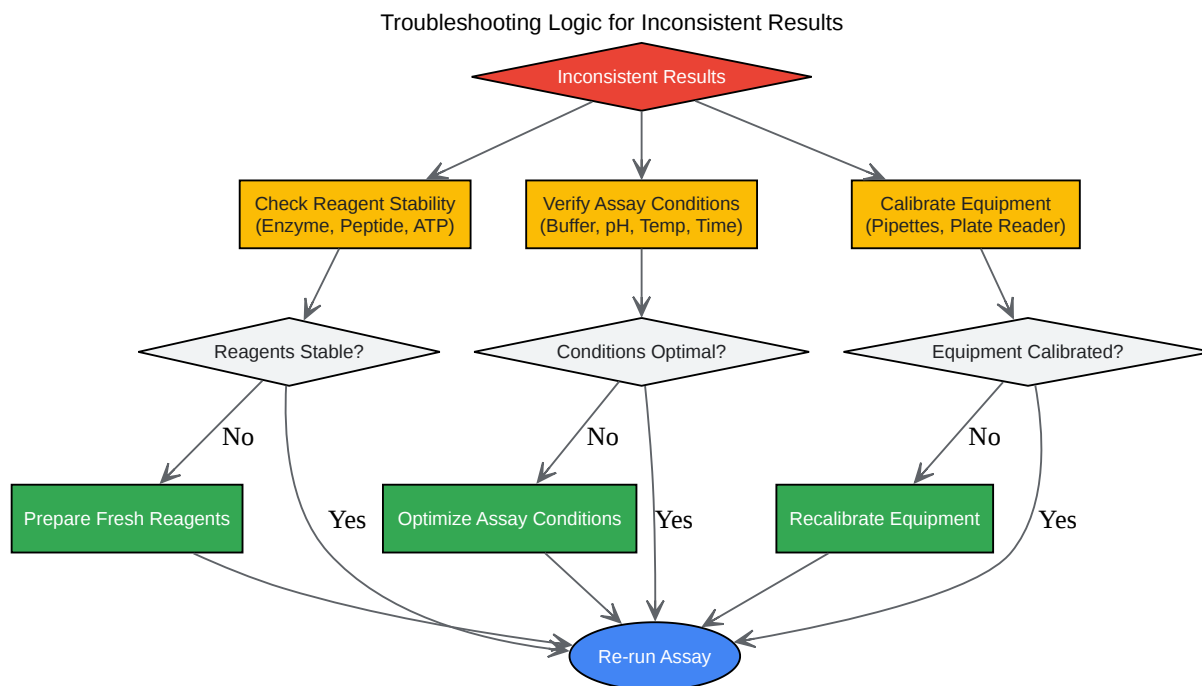 Troubleshooting Logic for Inconsistent Results
Inconsistent Results
Check Reagent Stability
(Enzyme, Peptide, ATP)
Verify Assay Conditions
(Buffer, pH, Temp, Time)
Calibrate Equipment
(Pipettes, Plate Reader)
Reagents Stable?
Conditions Optimal?
Equipment Calibrated?
No
No
No
Prepare Fresh Reagents
Yes
Optimize Assay Conditions
Yes
Recalibrate Equipment
Yes
Re-run Assay